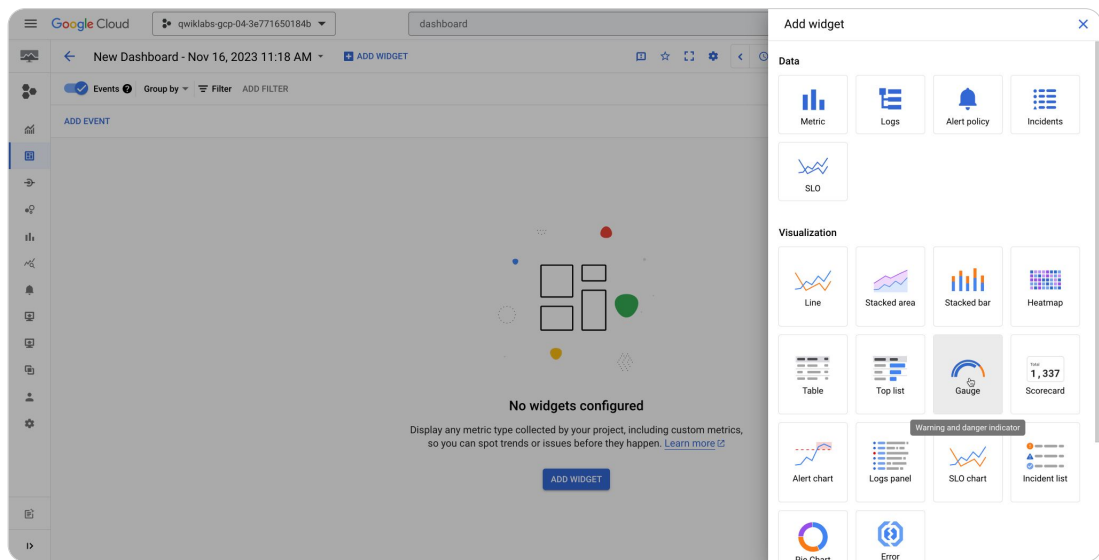 Google Cloud
qwiklabs-gcp-04-3e771650184b
dashboard
New Dashboard - Nov 16, 2023 11:18 AM
ADD WIDGET
Events
Group by
Filter
ADD FILTER
ADD EVENT
No widgets configured
Display any metric type collected by your project, including custom metrics,
so you can spot trends or issues before they happen. Learn more
ADD WIDGET
Add widget
Data
Metric
Logs
Alert policy
Incidents
SLO
Visualization
Line
Stacked area
Stacked bar
Heatmap
Table
Top list
Gauge
Total
1,337
Scorecard
Warning and danger indicator
Alert chart
Logs panel
SLO chart
Incident list
Pie Chart
Error